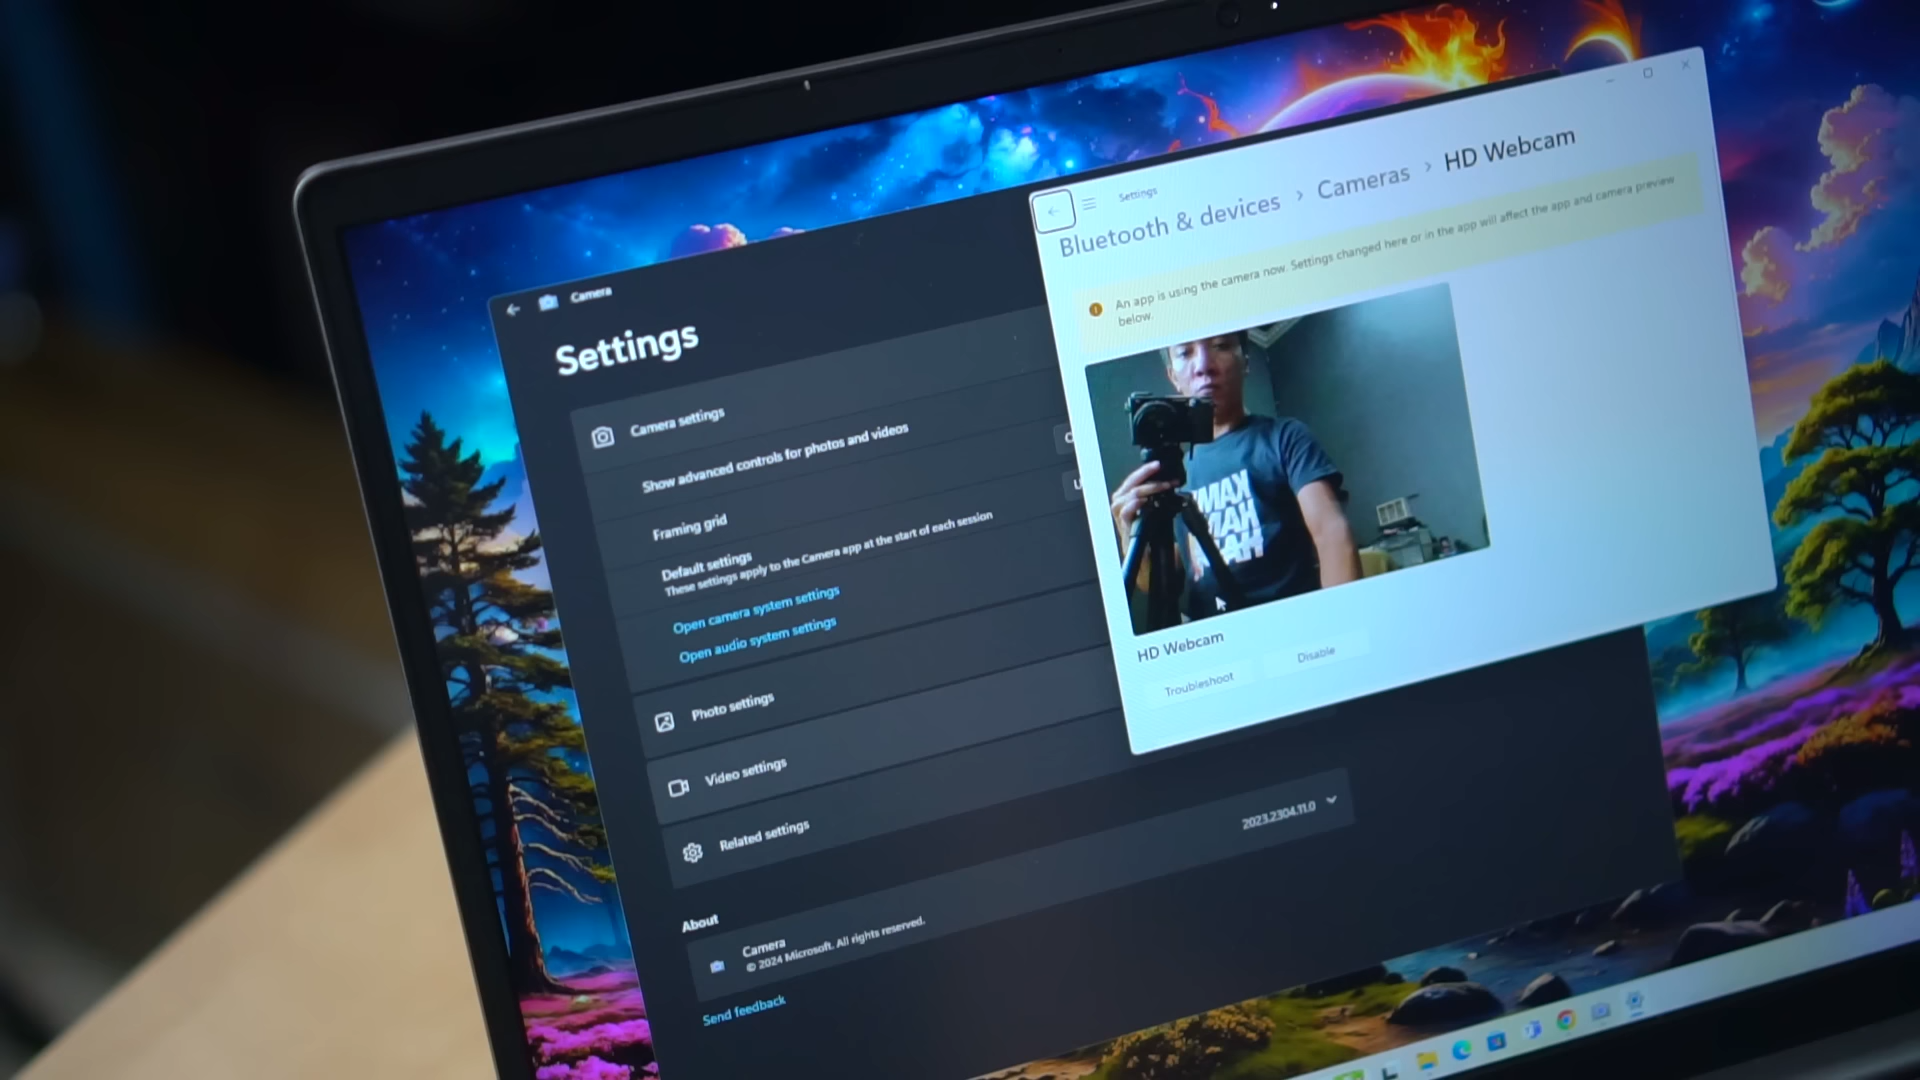 Camera
Settings
Camera settings
Show advanced controls for photos and videos
Framing grid
Default settings
These settings apply to the Camera app at the start of each session
Open camera system settings
Open audio system settings
Photo settings
Video settings
Related settings
About
Camera
2023.2304.11.0
© 2024 Microsoft. All rights reserved.
Send feedback
Settings
Bluetooth & devices › Cameras › HD Webcam
An app is using the camera now. Settings changed here or in the app will affect the app and camera preview
below.
HD Webcam
Troubleshoot
Disable